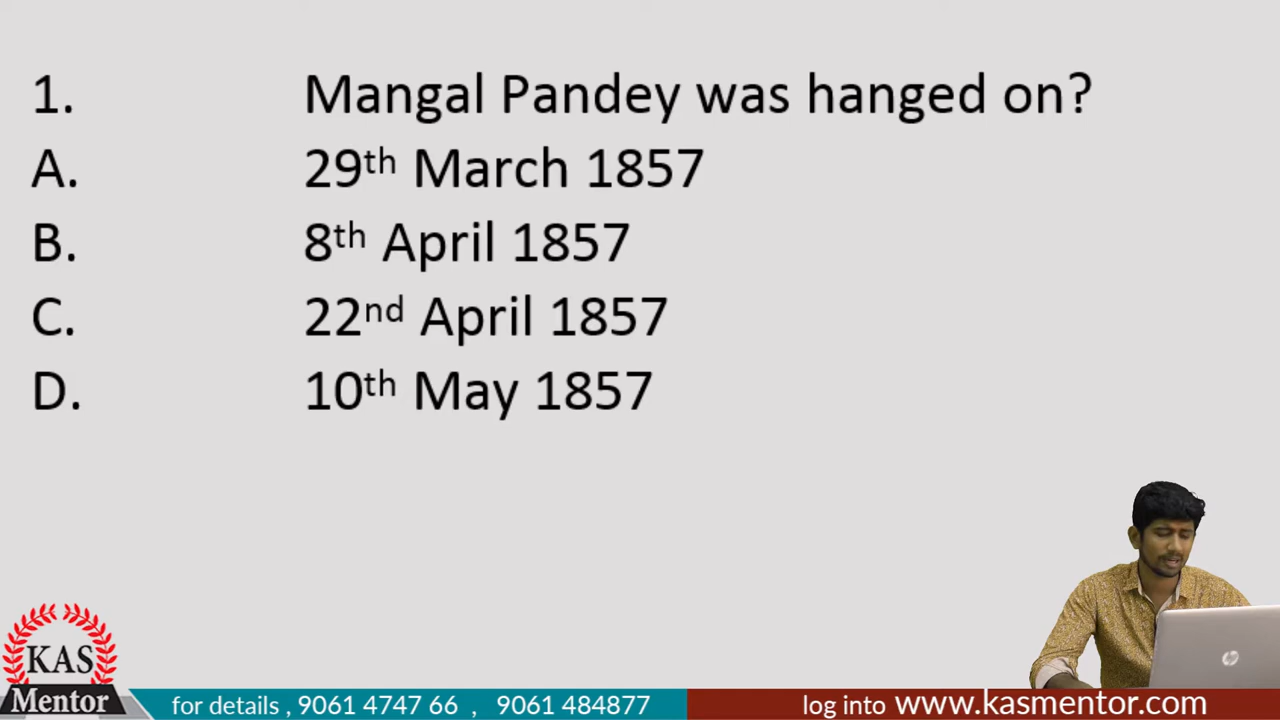 1. Mangal Pandey was hanged on?
A. 29th March 1857
B. 8th April 1857
C. 22nd April 1857
D. 10th May 1857
KAS
Mentor
for details , 9061 4747 66 , 9061 484877
log into www.kasmentor.com
hp